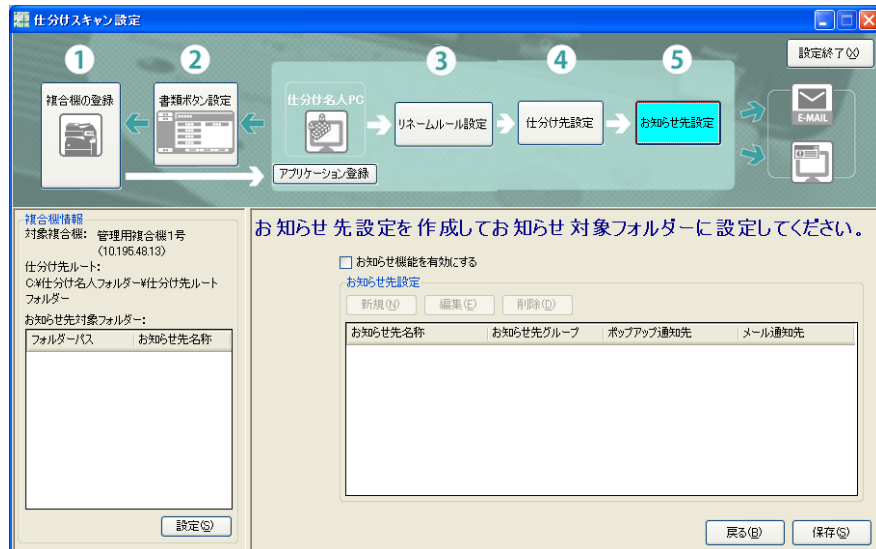 仕分けスキャン設定
設定終了(X)
1
2
3
4
5
複合機の登録
書類ボタン設定
仕分け名人PC
リネームルール設定
仕分け先設定
お知らせ先設定
E-MAIL
アプリケーション登録
複合機情報
対象複合機: 管理用複合機1号
(10.195.48.13)
仕分け先ルート:
C:¥仕分け名人フォルダー¥仕分け先ルート
フォルダー
お知らせ先対象フォルダー:
フォルダーパス お知らせ先名称
設定(S)
お知らせ先設定を作成してお知らせ対象フォルダーに設定してください。
お知らせ機能を有効にする
お知らせ先設定
新規(N) 編集(E) 削除(D)
お知らせ先名称 お知らせ先グループ ポップアップ通知先 メール通知先
戻る(B) 保存(S)